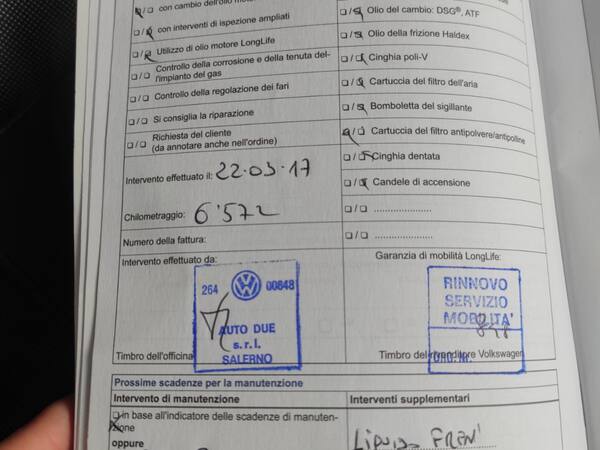 ❑/❑ con cambio dell'olio
❑/❑ con interventi di ispezione ampliati
❑/❑ Utilizzo di olio motore LongLife
❑/❑ Controllo della corrosione e della tenuta del-
l'impianto del gas
❑/❑ Controllo della regolazione dei fari
❑/❑ Si consiglia la riparazione
❑/❑ Richiesta del cliente
(da annotare anche nell'ordine)
Intervento effettuato il: 22-03-17
Chilometraggio: 6'572
Numero della fattura:
Intervento effettuato da:
264 00848
AUTO DUE
s.r.l.
SALERNO
Timbro dell'officina
❑/❑ Olio del cambio: DSG®, ATF
❑/❑ Olio della frizione Haldex
❑/❑ Cinghia poli-V
❑/❑ Cartuccia del filtro dell'aria
❑/❑ Bomboletta del sigillante
❑/❑ Cartuccia del filtro antipolvere/antipolline
❑/❑ Cinghia dentata
❑/❑ Candele di accensione
❑/❑ .....................
❑/❑ .....................
Garanzia di mobilità LongLife:
RINNOVO
SERVIZIO
MOBILITA'
848
Timbro del rivenditore Volkswagen
Prossime scadenze per la manutenzione
Intervento di manutenzione
❑ in base all'indicatore delle scadenze di manuten-
zione
oppure
Interventi supplementari
LIQUIDO FRENI